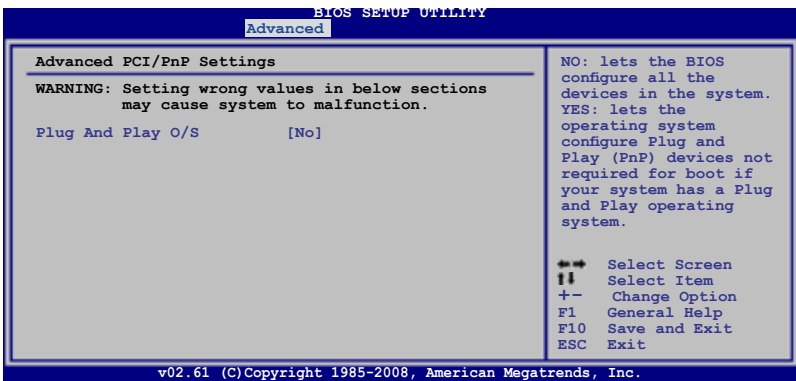 BIOS SETUP UTILITY
Advanced
Advanced PCI/PnP Settings
WARNING: Setting wrong values in below sections
may cause system to malfunction.
Plug And Play O/S [No]
NO: lets the BIOS
configure all the
devices in the system.
YES: lets the
operating system
configure Plug and
Play (PnP) devices not
required for boot if
your system has a Plug
and Play operating
system.
←→ Select Screen
↑↓ Select Item
+- Change Option
F1 General Help
F10 Save and Exit
ESC Exit
v02.61 (C)Copyright 1985-2008, American Megatrends, Inc.